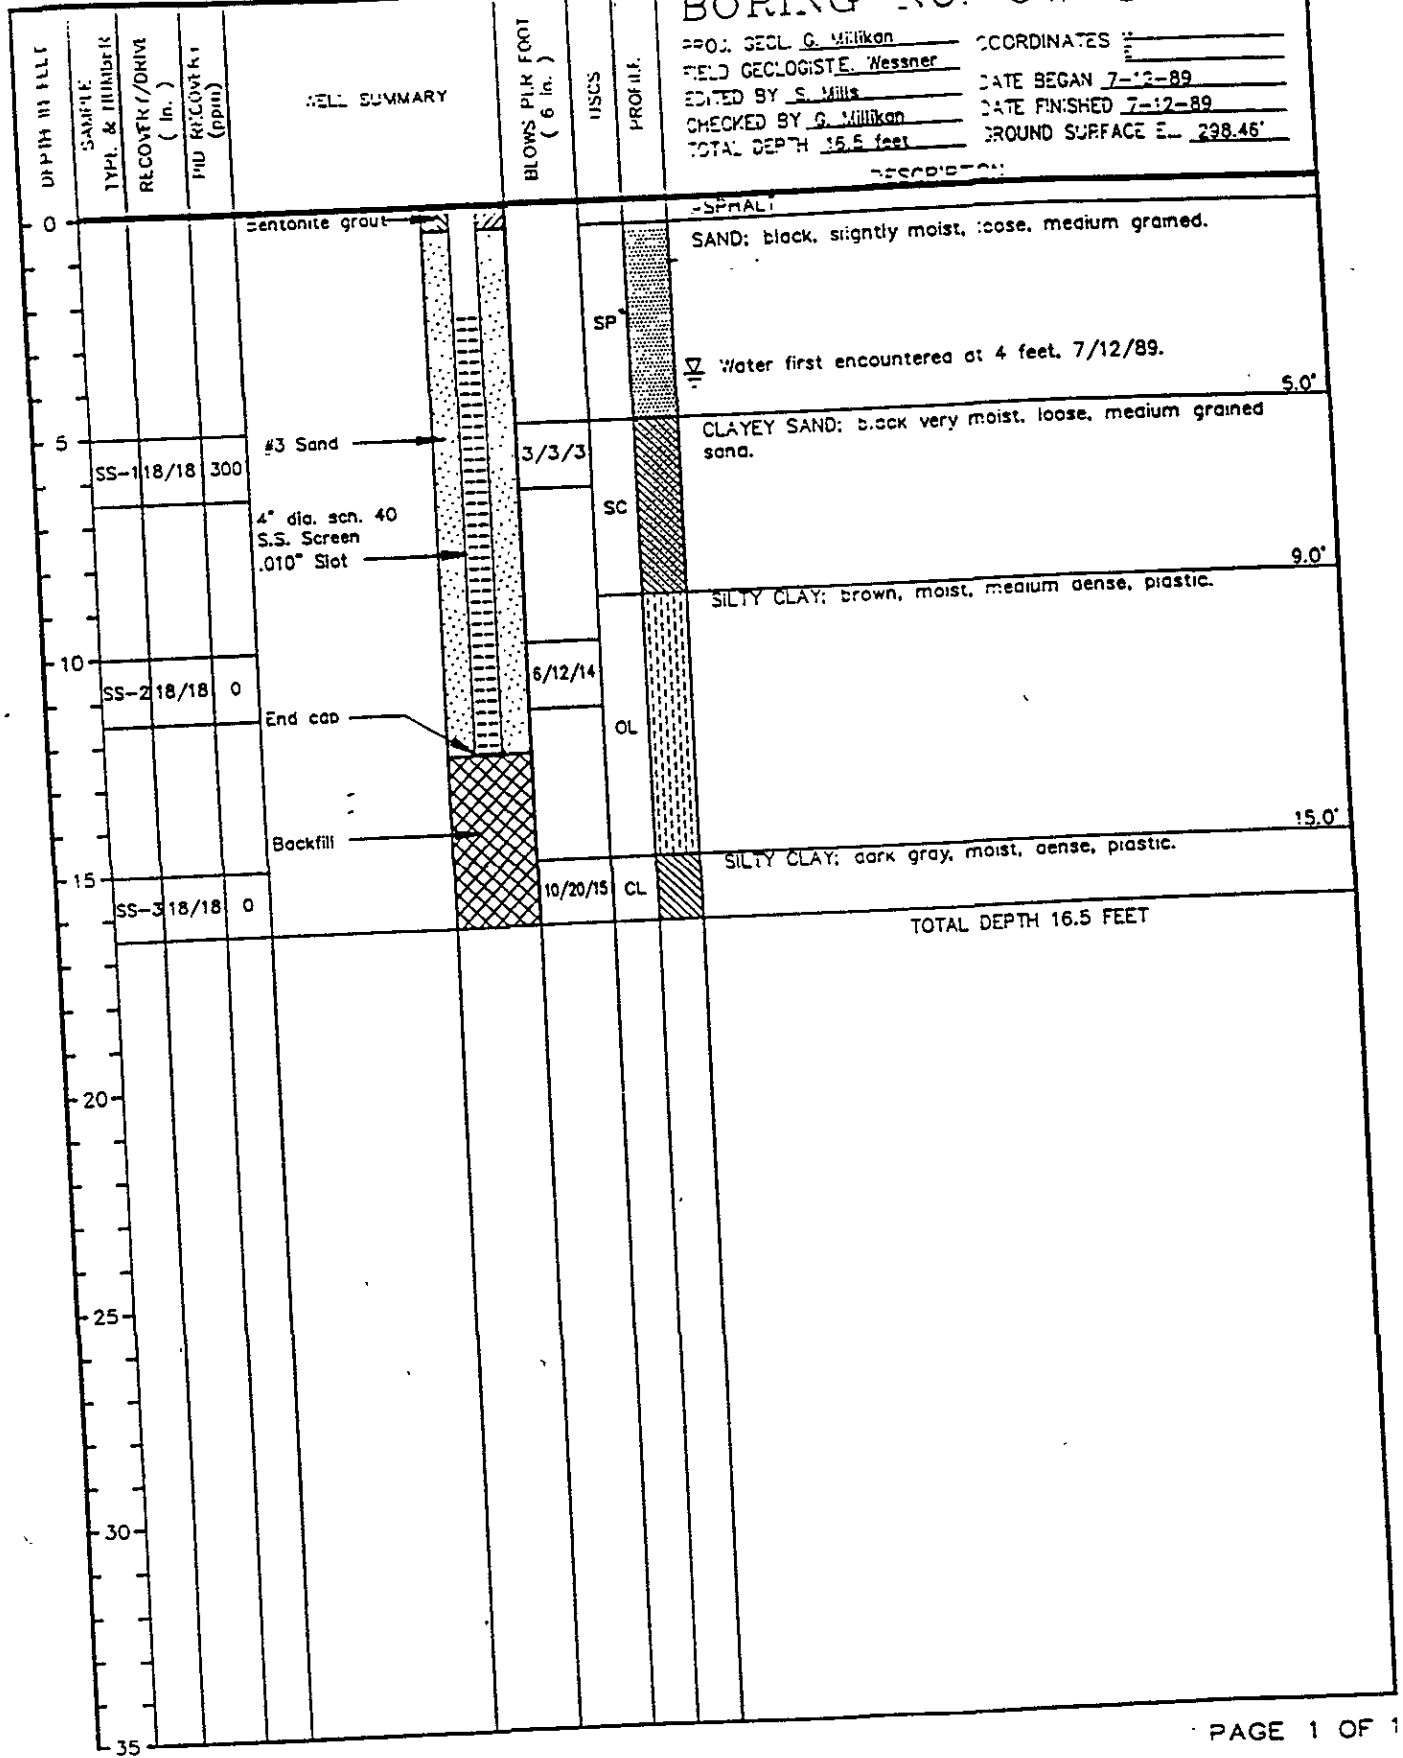 BORING NO.
PROJ. GEOL. G. Millikan
COORDINATES
FIELD GEOLOGIST E. Wessner
DATE BEGAN 7-12-89
EDITED BY S. Mills
DATE FINISHED 7-12-89
CHECKED BY G. Millikan
GROUND SURFACE EL. 298.46'
TOTAL DEPTH 16.5 feet
DESCRIPTION
DEPTH IN FEET
SAMPLE
TYPE & NUMBER
RECOVERY/DRIVE
( In. )
PID RECOVERY
(ppm)
WELL SUMMARY
BLOWS PER FOOT
( 6 In. )
USCS
PROFILE
0
Bentonite grout
ASPHALT
SAND: black, slightly moist, loose, medium grained.
SP
Water first encountered at 4 feet. 7/12/89.
5.0'
5
SS-1 18/18 300
#3 Sand
3/3/3
CLAYEY SAND: black very moist, loose, medium grained
sand.
SC
4" dia. sch. 40
S.S. Screen
.010" Slot
9.0'
SILTY CLAY: brown, moist, medium dense, plastic.
10
SS-2 18/18 0
6/12/14
End cap
OL
Backfill
15.0'
15
SS-3 18/18 0
10/20/15 CL
SILTY CLAY: dark gray, moist, dense, plastic.
TOTAL DEPTH 16.5 FEET
20
25
30
35
PAGE 1 OF 1